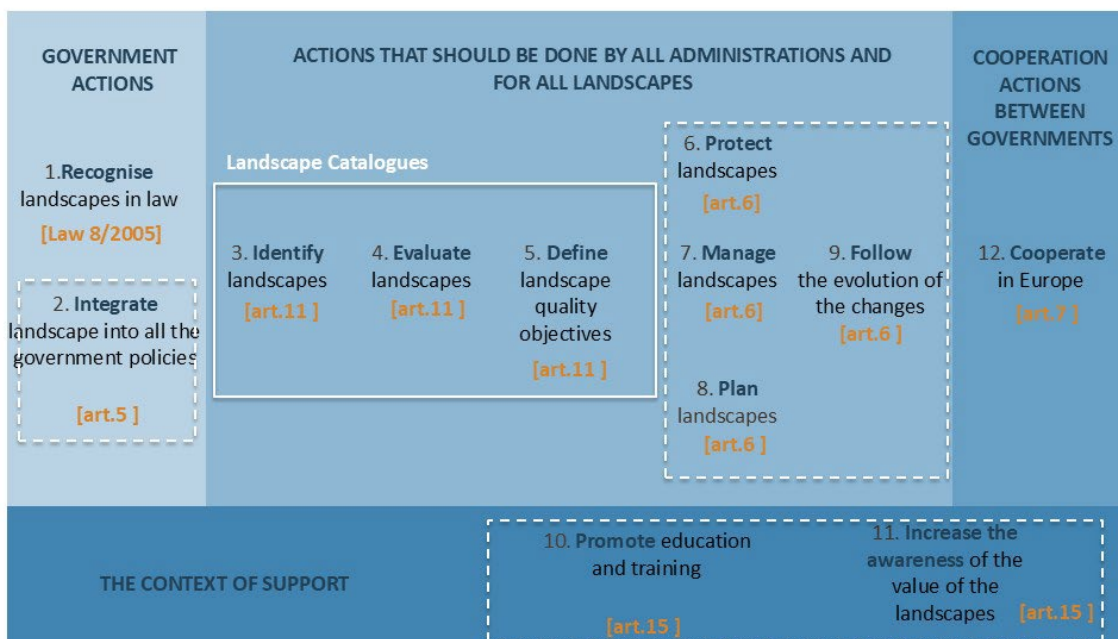 GOVERNMENT
ACTIONS
1.Recognise
landscapes in law
[Law 8/2005]
2. Integrate
landscape into all the
government policies
[art.5 ]
ACTIONS THAT SHOULD BE DONE BY ALL ADMINISTRATIONS AND
FOR ALL LANDSCAPES
Landscape Catalogues
3. Identify
landscapes
[art.11 ]
4. Evaluate
landscapes
[art.11 ]
5. Define
landscape
quality
objectives
[art.11 ]
6. Protect
landscapes
[art.6]
7. Manage
landscapes
[art.6]
8. Plan
landscapes
[art.6 ]
9. Follow
the evolution of
the changes
[art.6 ]
COOPERATION
ACTIONS
BETWEEN
GOVERNMENTS
12. Cooperate
in Europe
[art.7 ]
THE CONTEXT OF SUPPORT
10. Promote education
and training
[art.15 ]
11. Increase the
awareness of the
value of the
landscapes [art.15 ]